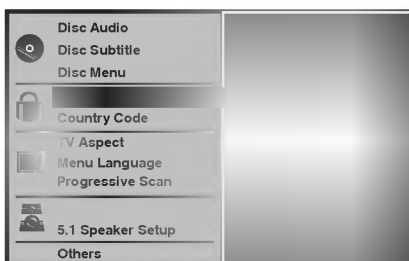 Disc Audio
Disc Subtitle
Disc Menu
Country Code
TV Aspect
Menu Language
Progressive Scan
5.1 Speaker Setup
Others